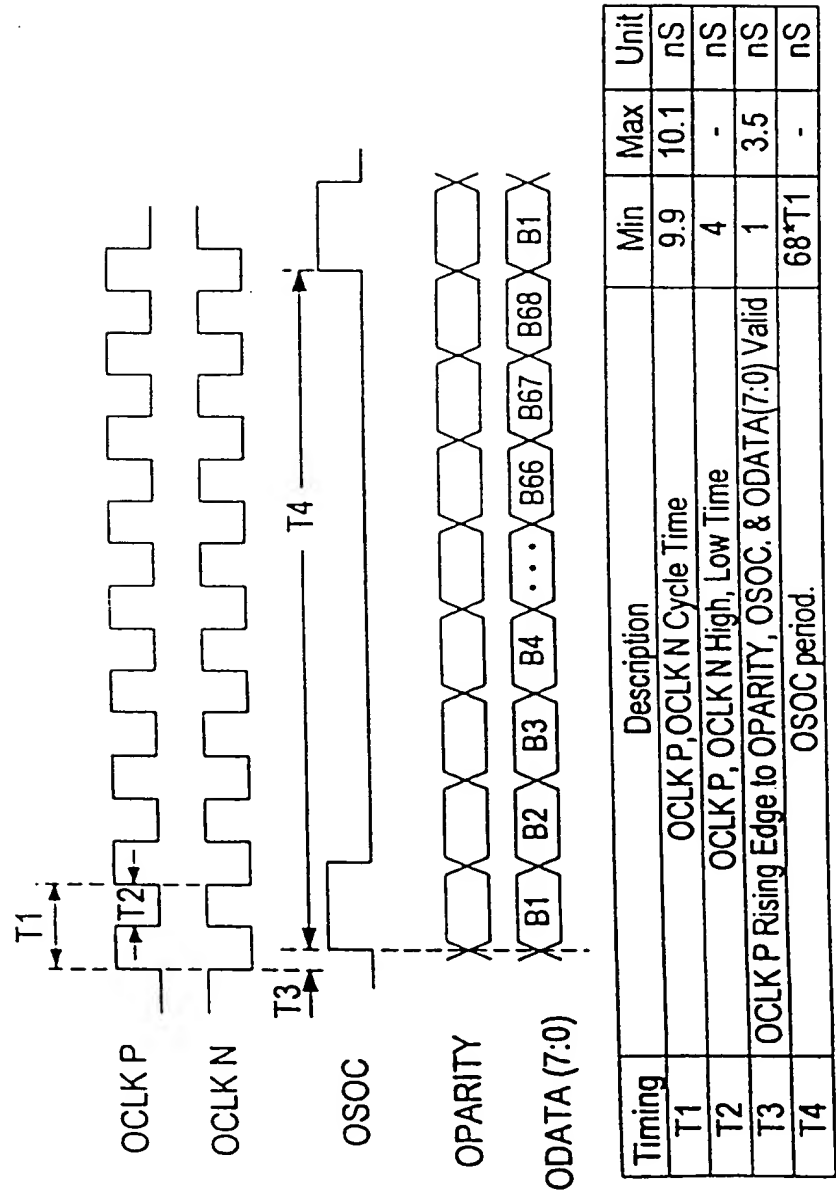 T1
T2
OCLK P
OCLK N
T3
T4
OSOC
OPARITY
ODATA (7:0)
B1 B2 B3 B4 ... B66 B67 B68 B1
Timing Description Min Max Unit
T1 OCLK P, OCLK N Cycle Time 9.9 10.1 nS
T2 OCLK P, OCLK N High, Low Time 4 - nS
T3 OCLK P Rising Edge to OPARITY, OSOC. & ODATA(7:0) Valid 1 3.5 nS
T4 OSOC period. 68*T1 - nS